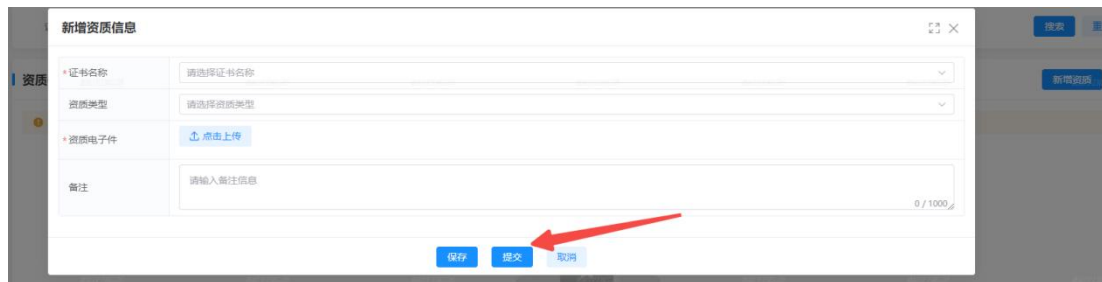 新增资质信息
搜索
资质
新增资质
*证书名称
请选择证书名称
资质类型
请选择资质类型
*资质电子件
点击上传
备注
请输入备注信息
0 / 1000
保存
提交
取消